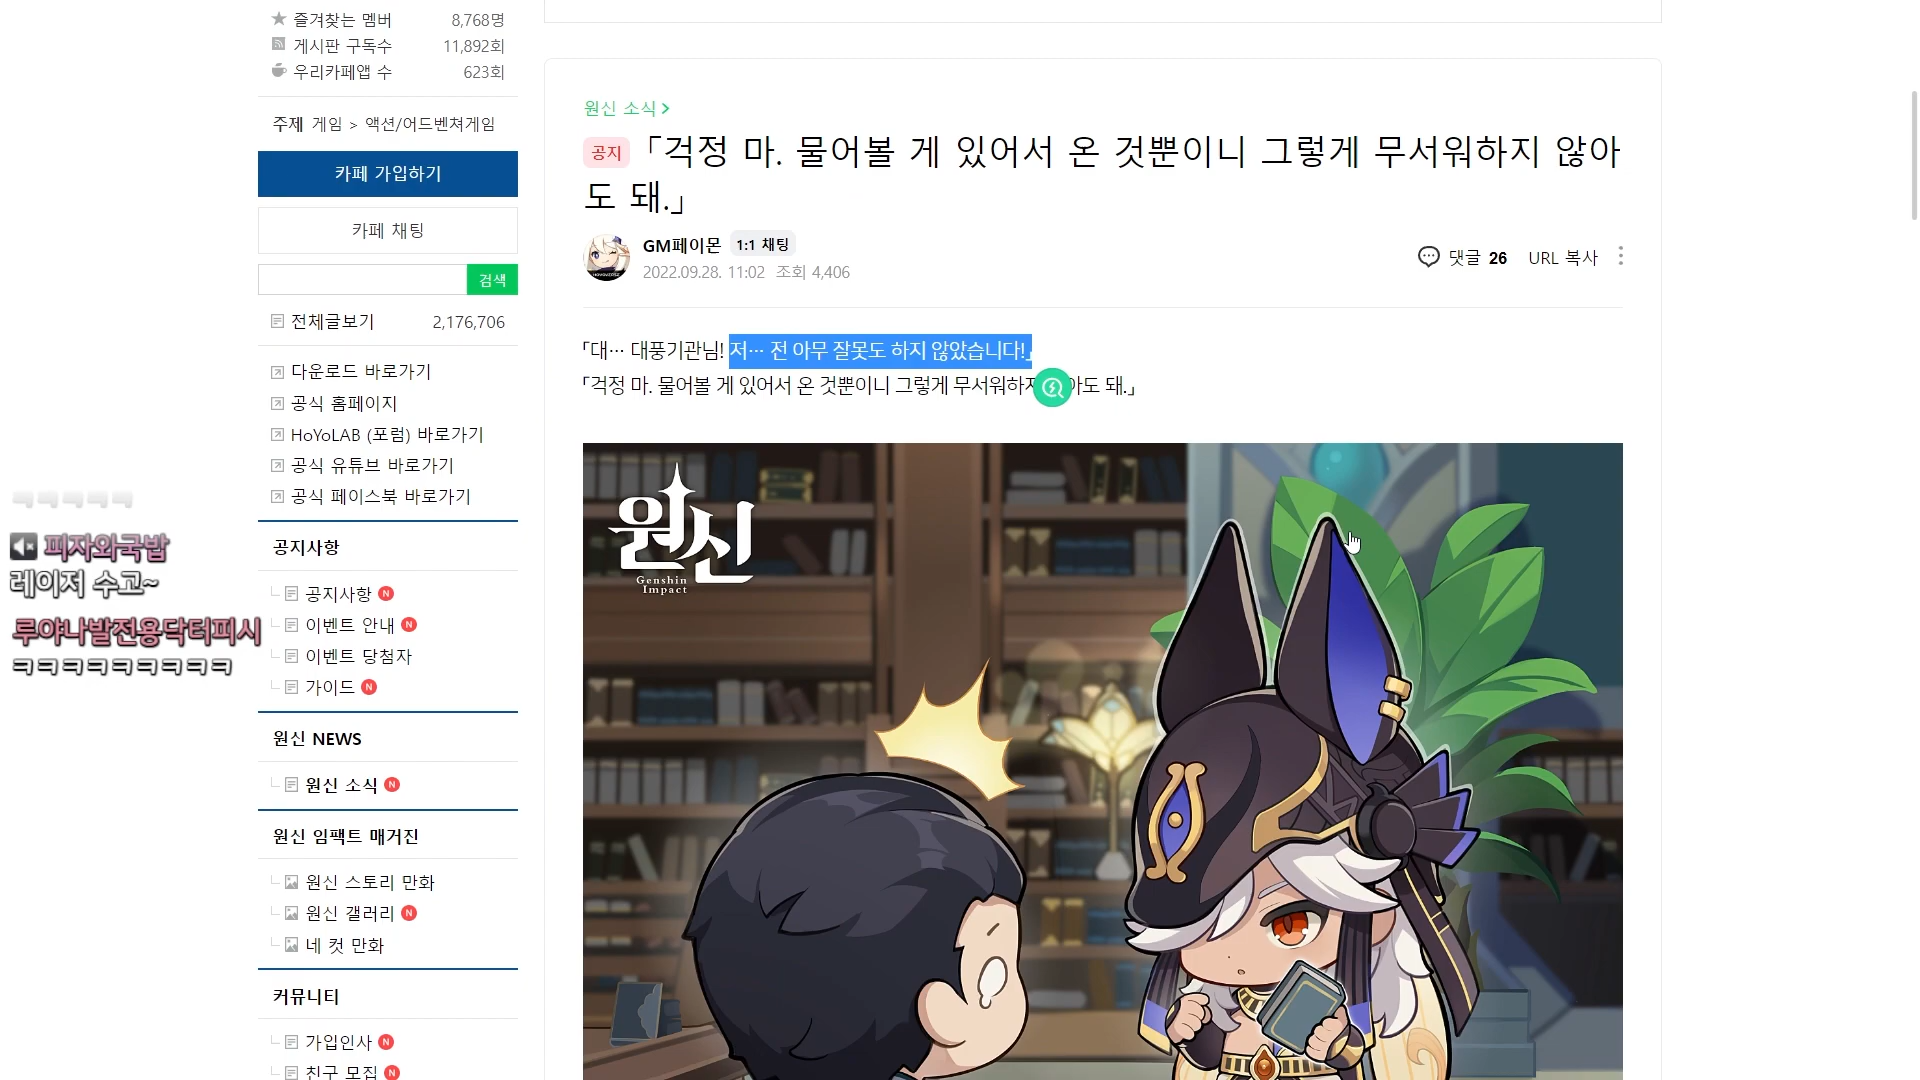 즐겨찾는 멤버 8,768명
게시판 구독수 11,892회
우리카페앱 수 623회
주제 게임 > 액션/어드벤쳐게임
카페 가입하기
카페 채팅
검색
전체글보기 2,176,706
다운로드 바로가기
공식 홈페이지
HoYoLAB (포럼) 바로가기
공식 유튜브 바로가기
공식 페이스북 바로가기
공지사항
공지사항 N
이벤트 안내 N
이벤트 당첨자
가이드 N
원신 NEWS
원신 소식 N
원신 임팩트 매거진
원신 스토리 만화
원신 갤러리 N
네 컷 만화
커뮤니티
가입인사 N
친구 모집 N
ㅋㅋㅋㅋㅋ
피자와국밥
레이저 수고~
루야나발전용닥터피시
ㅋㅋㅋㅋㅋㅋㅋㅋㅋ
원신 소식 >
공지 「걱정 마. 물어볼 게 있어서 온 것뿐이니 그렇게 무서워하지 않아
도 돼.」
GM페이몬 1:1 채팅
2022.09.28. 11:02 조회 4,406
댓글 26 URL 복사
「대… 대풍기관님! 저… 전 아무 잘못도 하지 않았습니다!」
「걱정 마. 물어볼 게 있어서 온 것뿐이니 그렇게 무서워하지 아도 돼.」
원신
Genshin
Impact